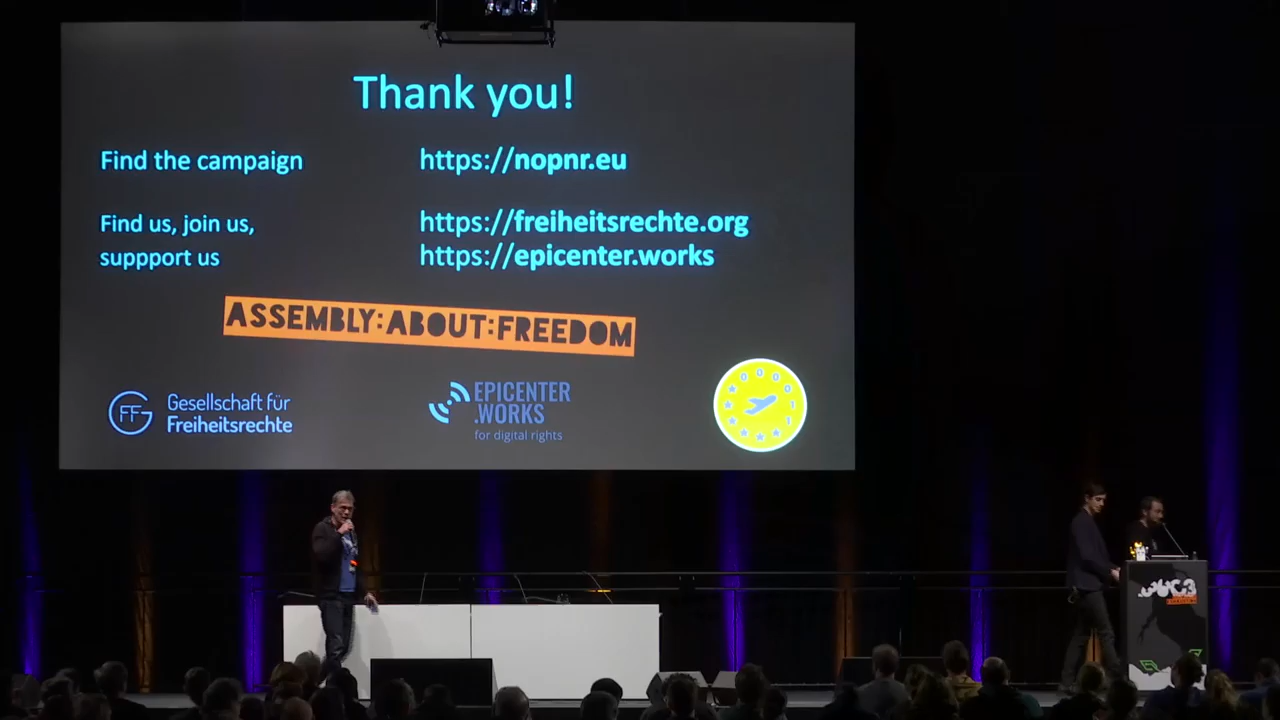 Thank you!
Find the campaign https://nopnr.eu
Find us, join us, https://freiheitsrechte.org
suppport us https://epicenter.works
ASSEMBLY:ABOUT:FREEDOM
GFF Gesellschaft für
Freiheitsrechte
EPICENTER
.WORKS
for digital rights